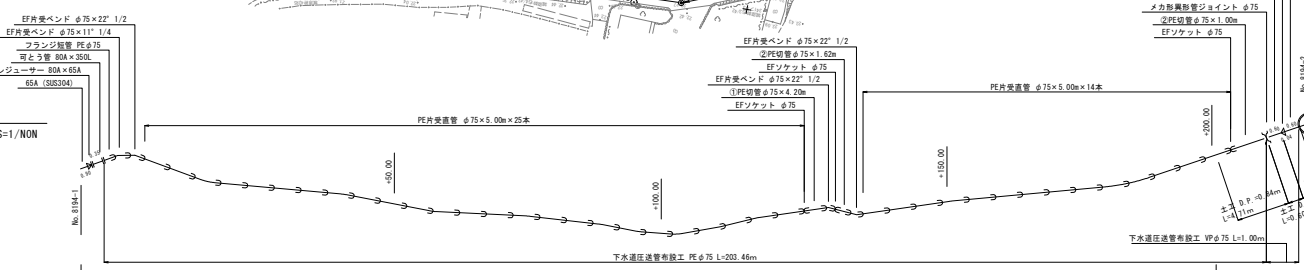 EF片受ベンド φ75×22° 1/2
EF片受ベンド φ75×11° 1/4
フランジ短管 PEφ75
可とう管 80A×350L
レジューサー 80A×65A
65A (SUS304)
S=1/NON
PE片受直管 φ75×5.00m×25本
No.8194-1
+50.00
+100.00
EF片受ベンド φ75×22° 1/2
②PE切管φ75×1.62m
EFソケット φ75
EF片受ベンド φ75×22° 1/2
①PE切管φ75×4.20m
EFソケット φ75
PE片受直管 φ75×5.00m×14本
+150.00
+200.00
メカ形異形管ジョイント φ75
②PE切管φ75×1.00m
EFソケット φ75
No.8194-2
土工 D.P.=0.84m
L=4.71m
下水道圧送管布設工 VPφ75 L=1.00m
下水道圧送管布設工 PEφ75 L=203.46m